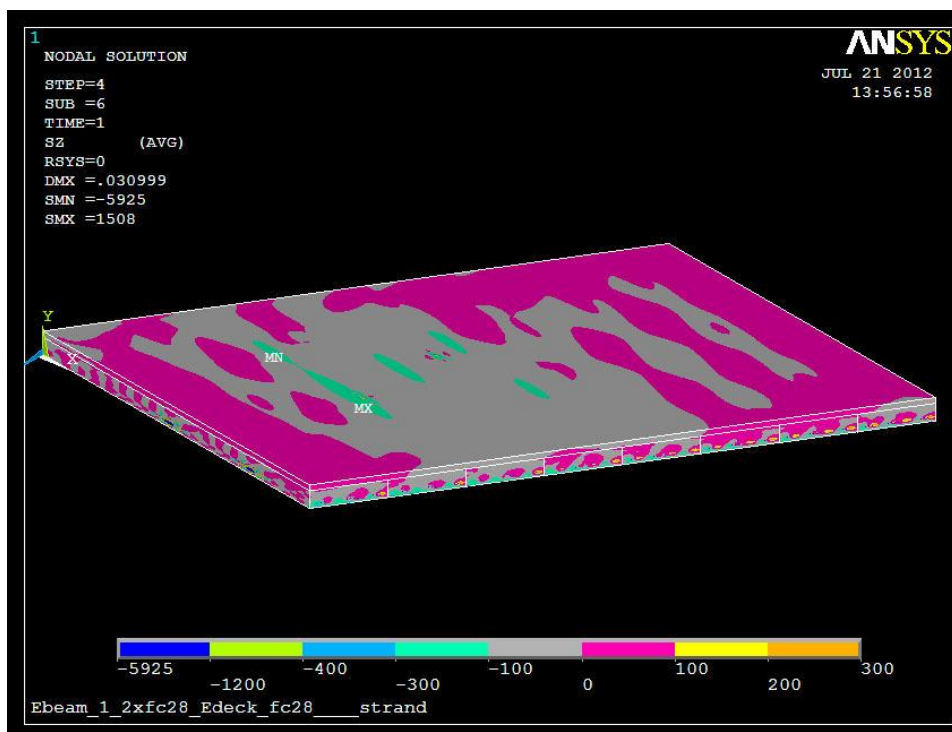 1
ANSYS
NODAL SOLUTION
JUL 21 2012
13:56:58
STEP=4
SUB =6
TIME=1
SZ (AVG)
RSYS=0
DMX =.030999
SMN =-5925
SMX =1508
Y
X
MN
MX
-5925 -400 -100 100 300
-1200 -300 0 200
Ebeam_1_2xfc28_Edeck_fc28____strand